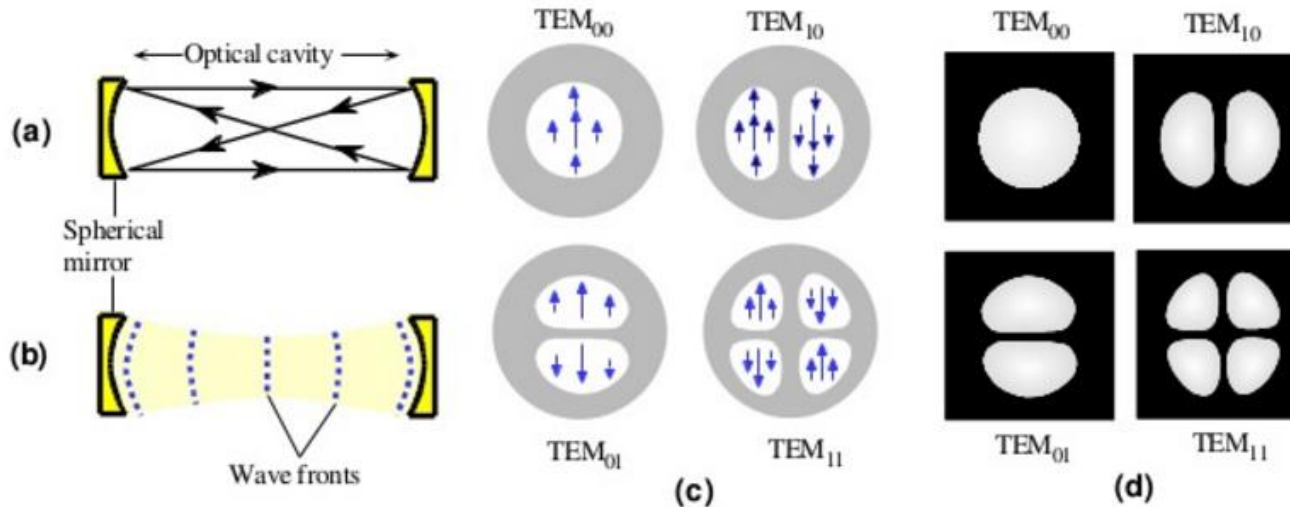 TEM₀₀
TEM₁₀
Optical cavity
(a)
Spherical
mirror
(b)
Wave fronts
TEM₀₁
TEM₁₁
(c)
TEM₀₀
TEM₁₀
TEM₀₁
TEM₁₁
(d)